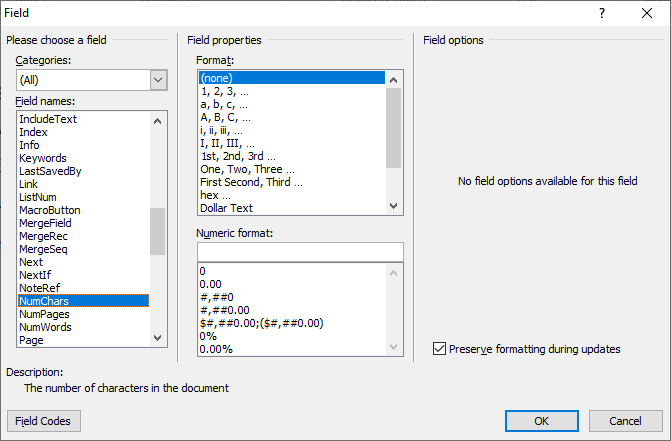 Field
?
Please choose a field
Categories:
(All)
Field names:
IncludeText
Index
Info
Keywords
LastSavedBy
Link
ListNum
MacroButton
MergeField
MergeRec
MergeSeq
Next
NextIf
NoteRef
NumChars
NumPages
NumWords
Page
Field properties
Format:
(none)
1, 2, 3, ...
a, b, c, ...
A, B, C, ...
i, ii, iii, ...
I, II, III, ...
1st, 2nd, 3rd ...
One, Two, Three ...
First Second, Third ...
hex ...
Dollar Text
Numeric format:
0
0.00
#,##0
#,##0.00
$#,##0.00;($#,##0.00)
0%
0.00%
Field options
No field options available for this field
Preserve formatting during updates
Description:
The number of characters in the document
Field Codes
OK
Cancel